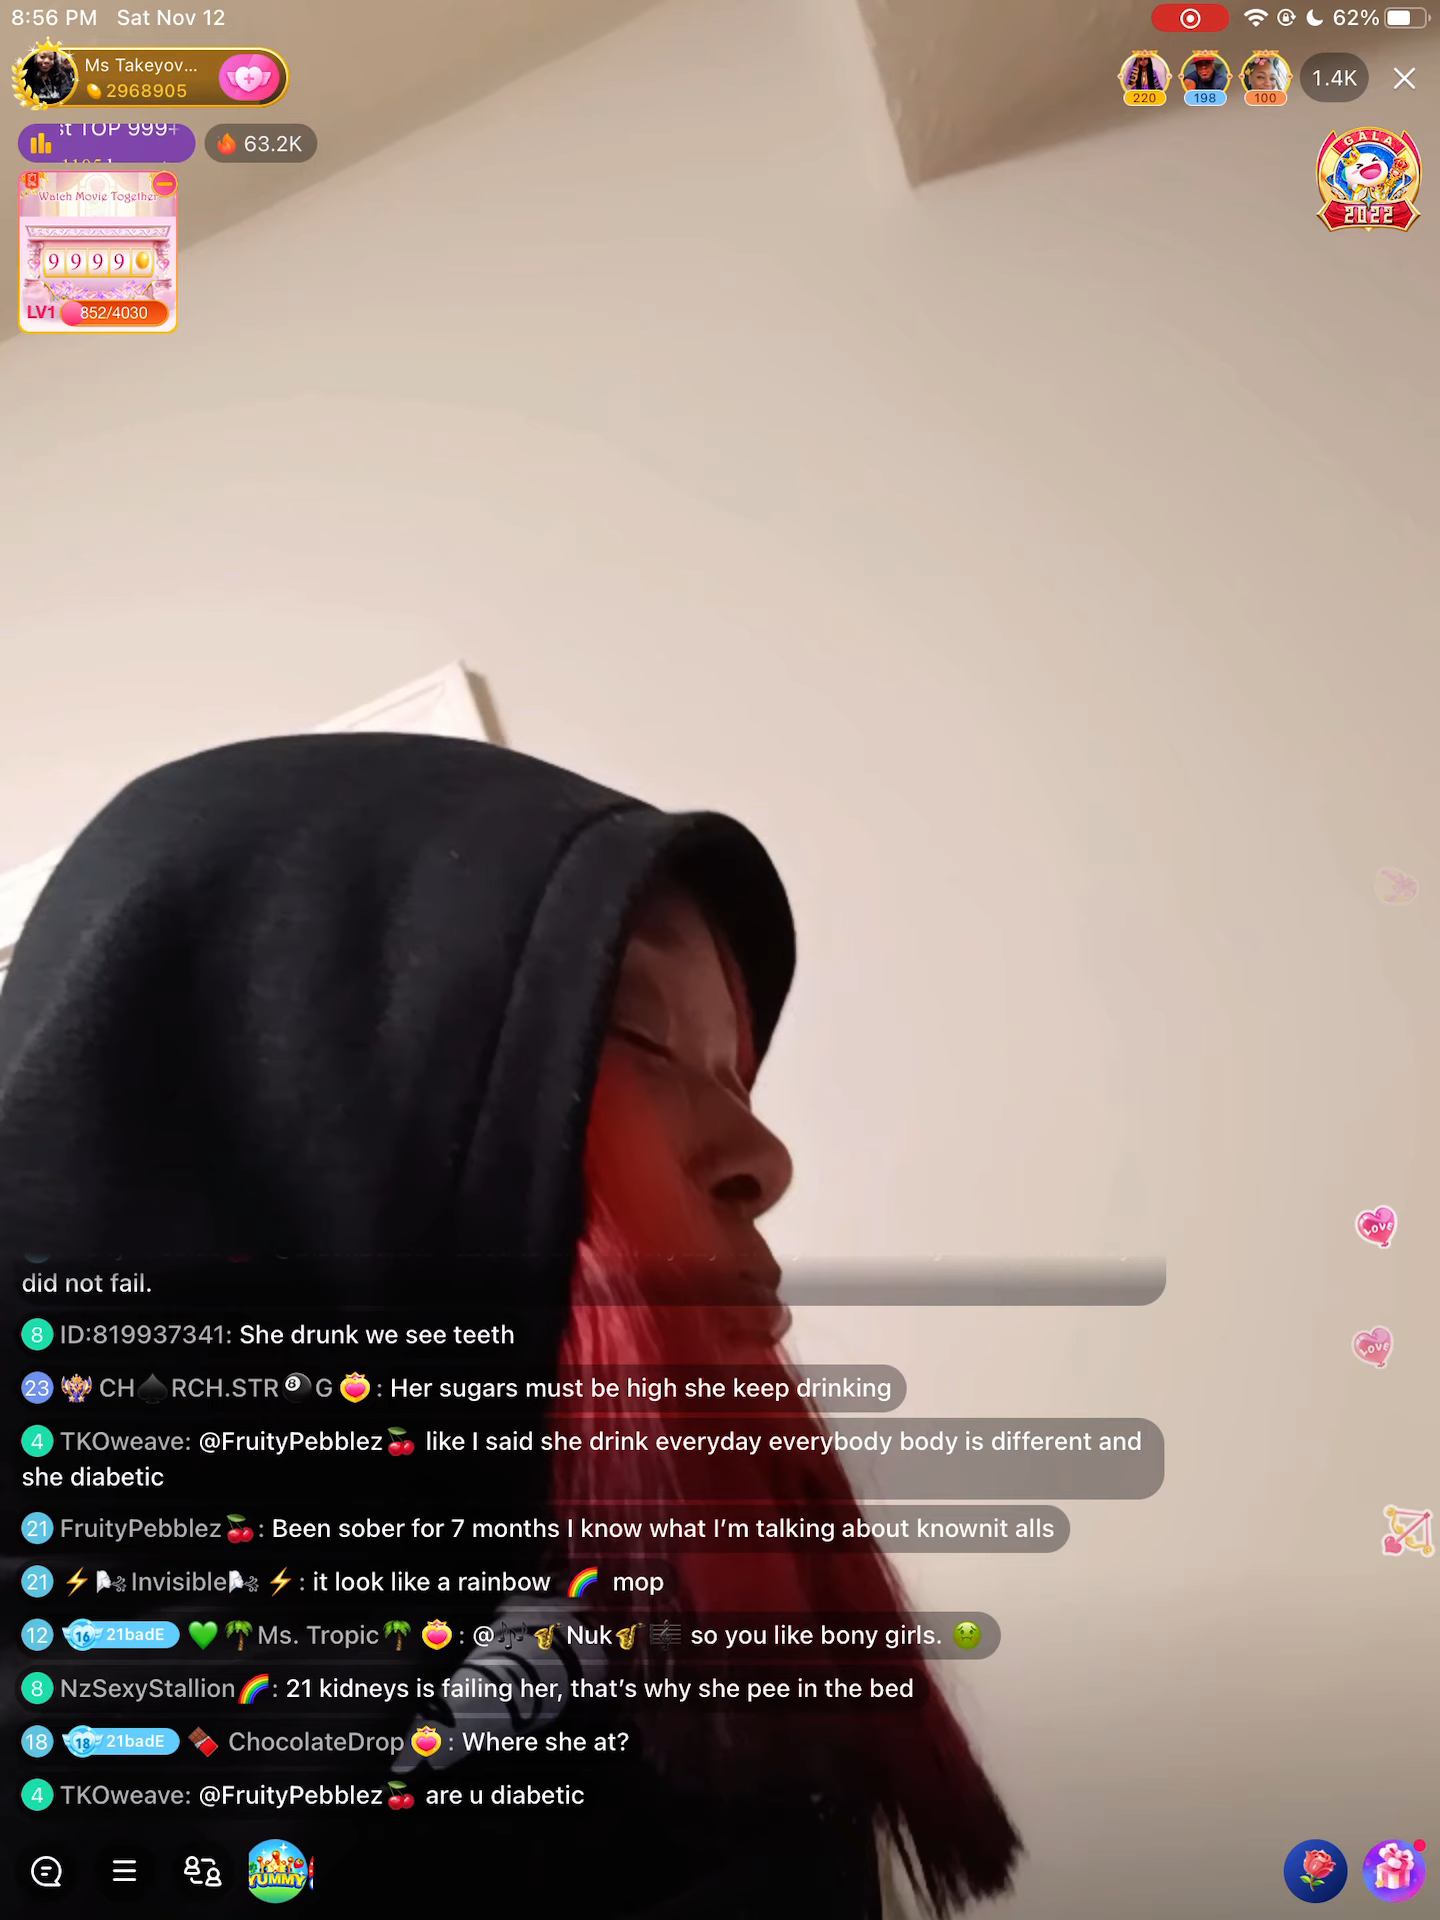 8:56 PM Sat Nov 12
62%
Ms Takeyov...
2968905
220
198
100
1.4K
st TOP 999+
63.2K
GALA
2022
Watch Movie Together
9 9 9 9
LV1 852/4030
LOVE
did not fail.
LOVE
8 ID:819937341: She drunk we see teeth
23 CH♠RCH.STR🎱G : Her sugars must be high she keep drinking
4 TKOweave: @FruityPebblez🍒 like I said she drink everyday everybody body is different and
she diabetic
21 FruityPebblez🍒: Been sober for 7 months I know what I'm talking about knownit alls
21 ⚡🌬Invisible🌬⚡: it look like a rainbow 🌈 mop
12 16 21badE 💚🌴Ms. Tropic🌴 : @🎶🎷Nuk🎷🎼 so you like bony girls. 🤢
8 NzSexyStallion🌈: 21 kidneys is failing her, that's why she pee in the bed
18 18 21badE 🍫 ChocolateDrop : Where she at?
4 TKOweave: @FruityPebblez🍒 are u diabetic
YUMMY